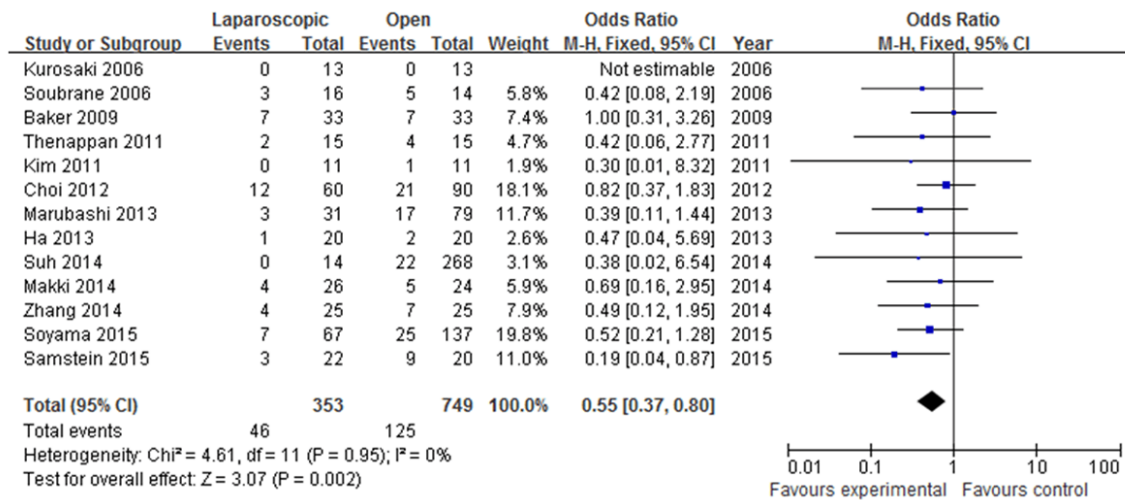 Laparoscopic Open Odds Ratio Odds Ratio
Study or Subgroup Events Total Events Total Weight M-H, Fixed, 95% CI Year M-H, Fixed, 95% CI
Kurosaki 2006 0 13 0 13 Not estimable 2006
Soubrane 2006 3 16 5 14 5.8% 0.42 [0.08, 2.19] 2006
Baker 2009 7 33 7 33 7.4% 1.00 [0.31, 3.26] 2009
Thenappan 2011 2 15 4 15 4.7% 0.42 [0.06, 2.77] 2011
Kim 2011 0 11 1 11 1.9% 0.30 [0.01, 8.32] 2011
Choi 2012 12 60 21 90 18.1% 0.82 [0.37, 1.83] 2012
Marubashi 2013 3 31 17 79 11.7% 0.39 [0.11, 1.44] 2013
Ha 2013 1 20 2 20 2.6% 0.47 [0.04, 5.69] 2013
Suh 2014 0 14 22 268 3.1% 0.38 [0.02, 6.54] 2014
Makki 2014 4 26 5 24 5.9% 0.69 [0.16, 2.95] 2014
Zhang 2014 4 25 7 25 7.9% 0.49 [0.12, 1.95] 2014
Soyama 2015 7 67 25 137 19.8% 0.52 [0.21, 1.28] 2015
Samstein 2015 3 22 9 20 11.0% 0.19 [0.04, 0.87] 2015
Total (95% CI) 353 749 100.0% 0.55 [0.37, 0.80]
Total events 46 125
Heterogeneity: Chi² = 4.61, df = 11 (P = 0.95); I² = 0%
Test for overall effect: Z = 3.07 (P = 0.002)
0.01 0.1 1 10 100
Favours experimental Favours control